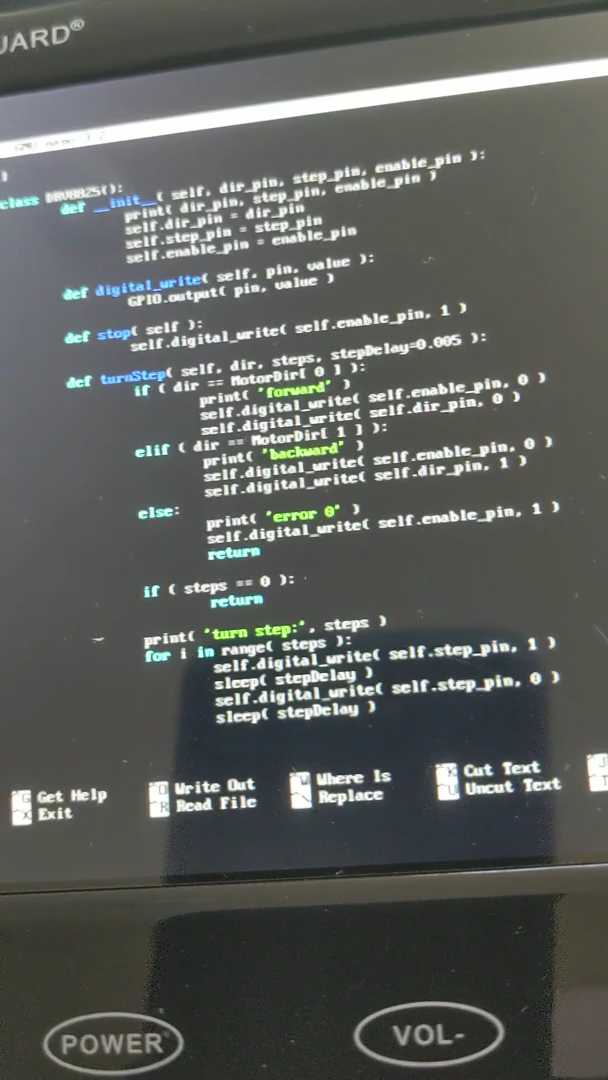 UARD®
GNU nano 3.2
]
class DRV8825():
def __init__( self, dir_pin, step_pin, enable_pin ):
print( dir_pin, step_pin, enable_pin )
self.dir_pin = dir_pin
self.step_pin = step_pin
self.enable_pin = enable_pin
def digital_write( self, pin, value ):
GPIO.output( pin, value )
def stop( self ):
self.digital_write( self.enable_pin, 1 )
def turnStep( self, dir, steps, stepDelay=0.005 ):
if ( dir == MotorDir[ 0 ] ):
print( "forward" )
self.digital_write( self.enable_pin, 0 )
self.digital_write( self.dir_pin, 0 )
elif ( dir == MotorDir[ 1 ] ):
print( "backward" )
self.digital_write( self.enable_pin, 0 )
self.digital_write( self.dir_pin, 1 )
else:
print( "error 0" )
self.digital_write( self.enable_pin, 1 )
return
if ( steps == 0 ):
return
print( "turn step:", steps )
for i in range( steps ):
self.digital_write( self.step_pin, 1 )
sleep( stepDelay )
self.digital_write( self.step_pin, 0 )
sleep( stepDelay )
^G Get Help ^O Write Out ^W Where Is ^K Cut Text ^J
^X Exit ^R Read File ^\ Replace ^U Uncut Text ^T
POWER VOL-